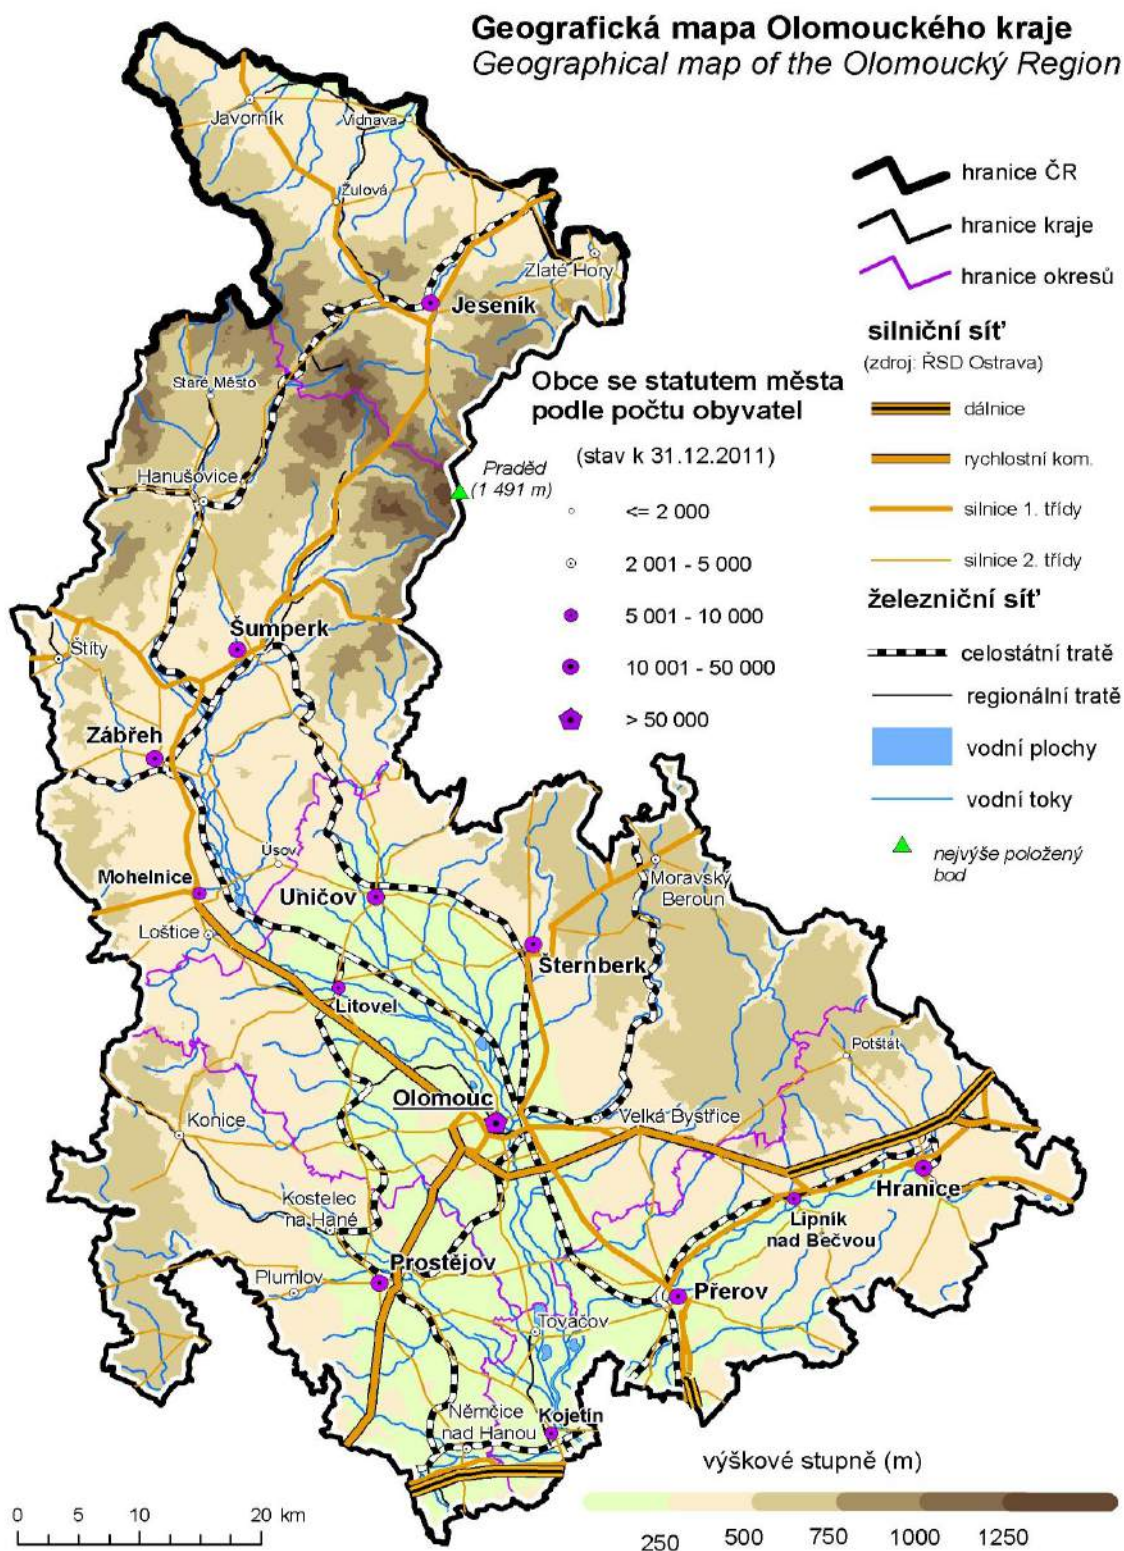 Geografická mapa Olomouckého kraje
Geographical map of the Olomoucký Region
hranice ČR
hranice kraje
hranice okresů
silniční síť
(zdroj: ŘSD Ostrava)
dálnice
rychlostní kom.
silnice 1. třídy
silnice 2. třídy
železniční síť
celostátní tratě
regionální tratě
vodní plochy
vodní toky
nejvýše položený
bod
Obce se statutem města
podle počtu obyvatel
(stav k 31.12.2011)
<= 2 000
2 001 - 5 000
5 001 - 10 000
10 001 - 50 000
> 50 000
Javorník
Vidnava
Žulová
Zlaté Hory
Jeseník
Staré Město
Hanušovice
Praděd
(1 491 m)
Šumperk
Štíty
Zábřeh
Úsov
Mohelnice
Uničov
Moravský
Beroun
Loštice
Šternberk
Litovel
Potštát
Olomouc
Velká Bystřice
Konice
Hranice
Kostelec
na Hané
Lipník
nad Bečvou
Prostějov
Plumlov
Přerov
Tovačov
Němčice
nad Hanou
Kojetín
výškové stupně (m)
250 500 750 1000 1250
0 5 10 20 km